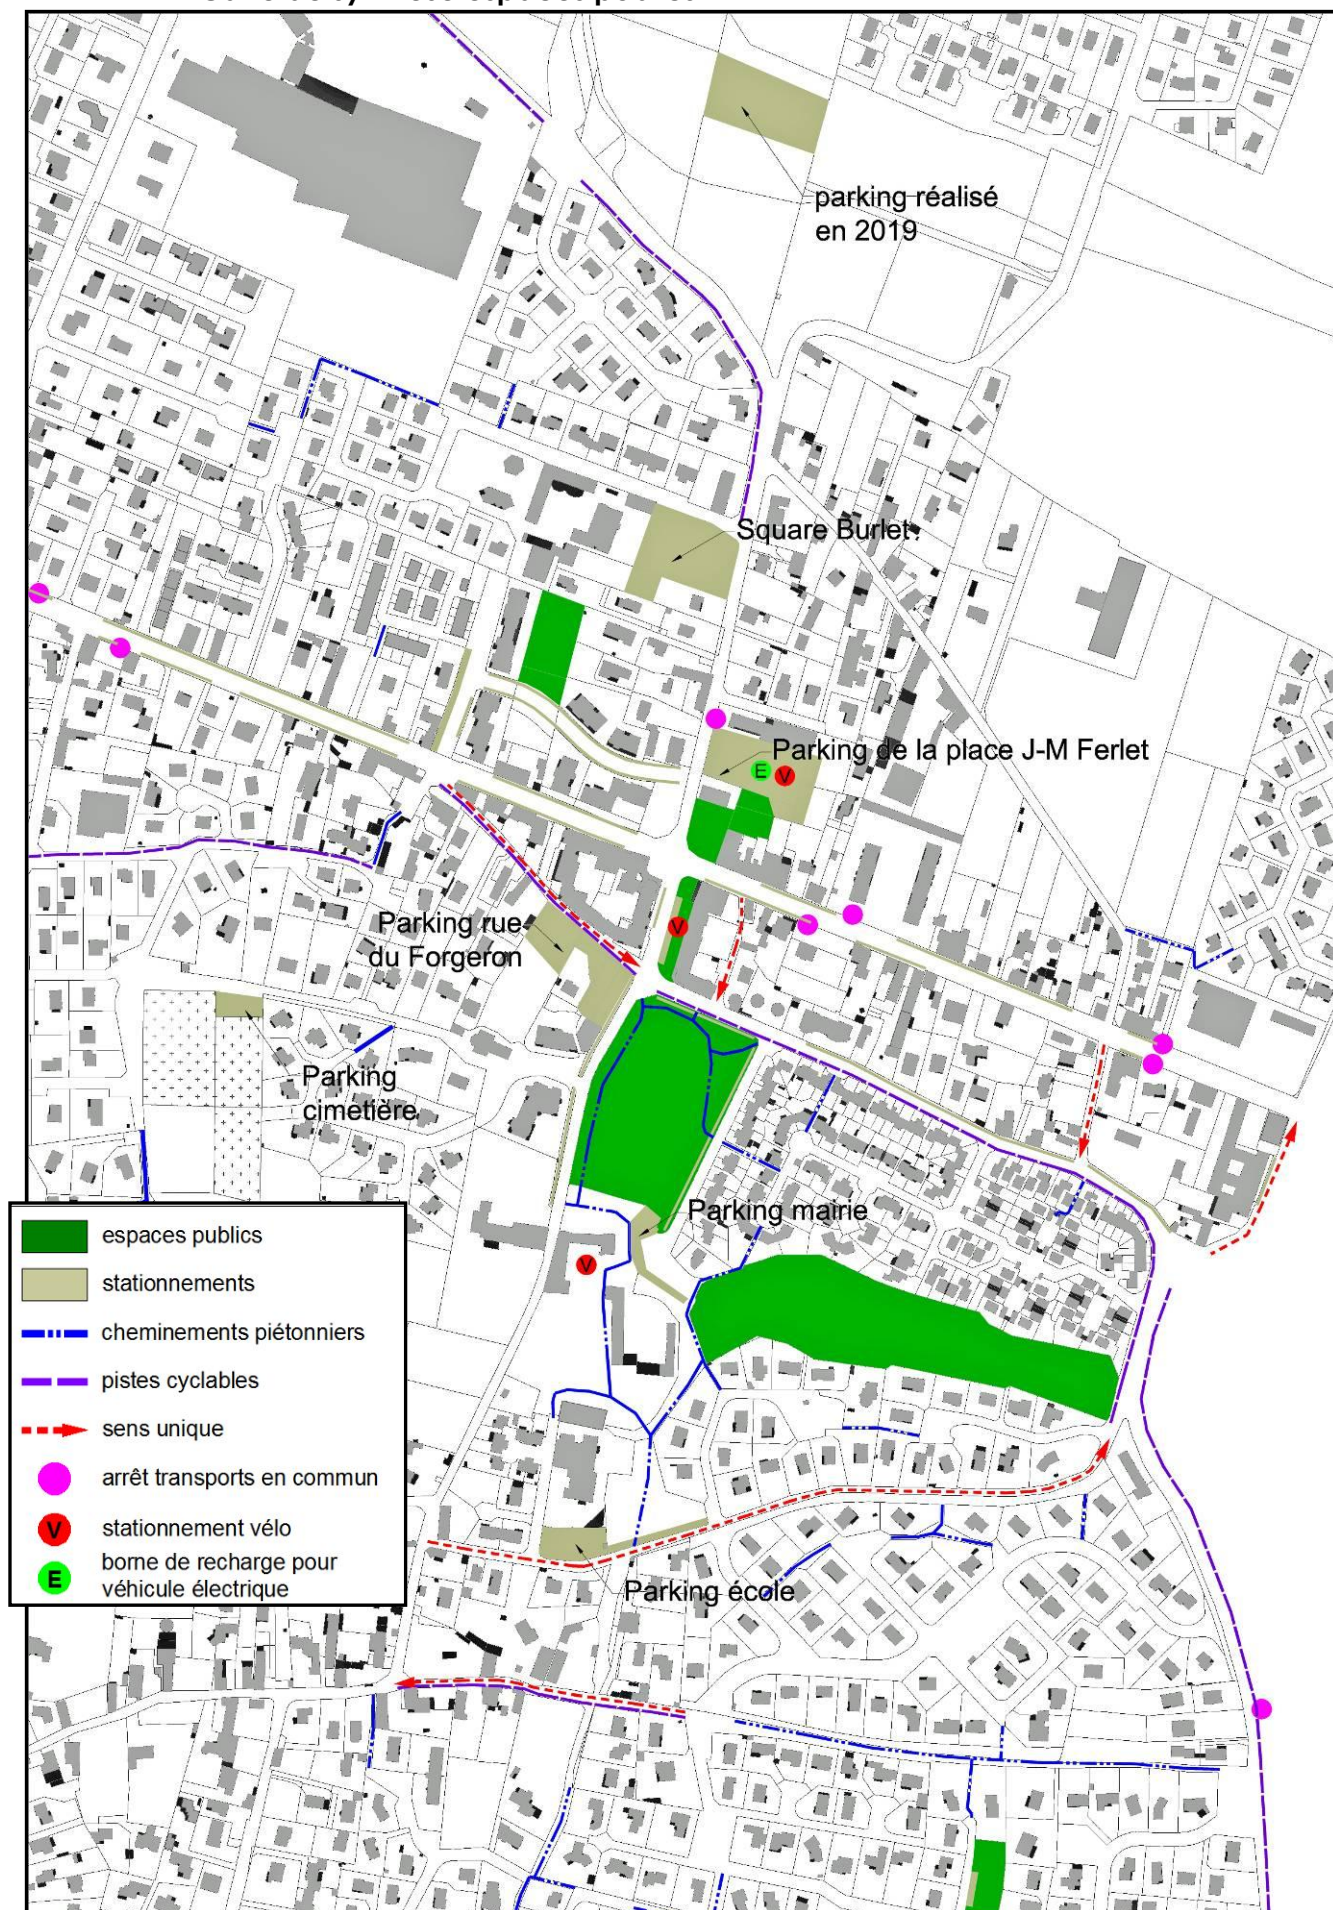 parking réalisé
en 2019
Square Burlet
Parking de la place J-M Ferlet
E
V
Parking rue
du Forgeron
V
Parking
cimetière
Parking mairie
V
espaces publics
stationnements
cheminements piétonniers
pistes cyclables
sens unique
arrêt transports en commun
V
stationnement vélo
E
borne de recharge pour
véhicule électrique
Parking école